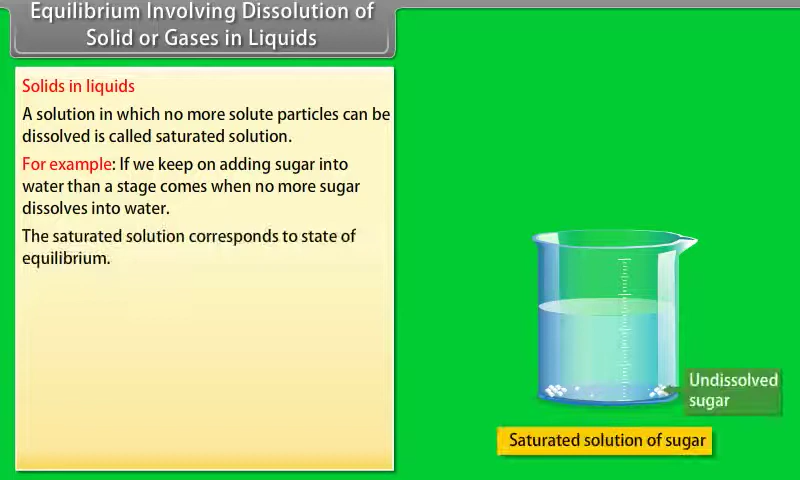 Equilibrium Involving Dissolution of
Solid or Gases in Liquids
Solids in liquids
A solution in which no more solute particles can be
dissolved is called saturated solution.
For example: If we keep on adding sugar into
water than a stage comes when no more sugar
dissolves into water.
The saturated solution corresponds to state of
equilibrium.
Undissolved
sugar
Saturated solution of sugar